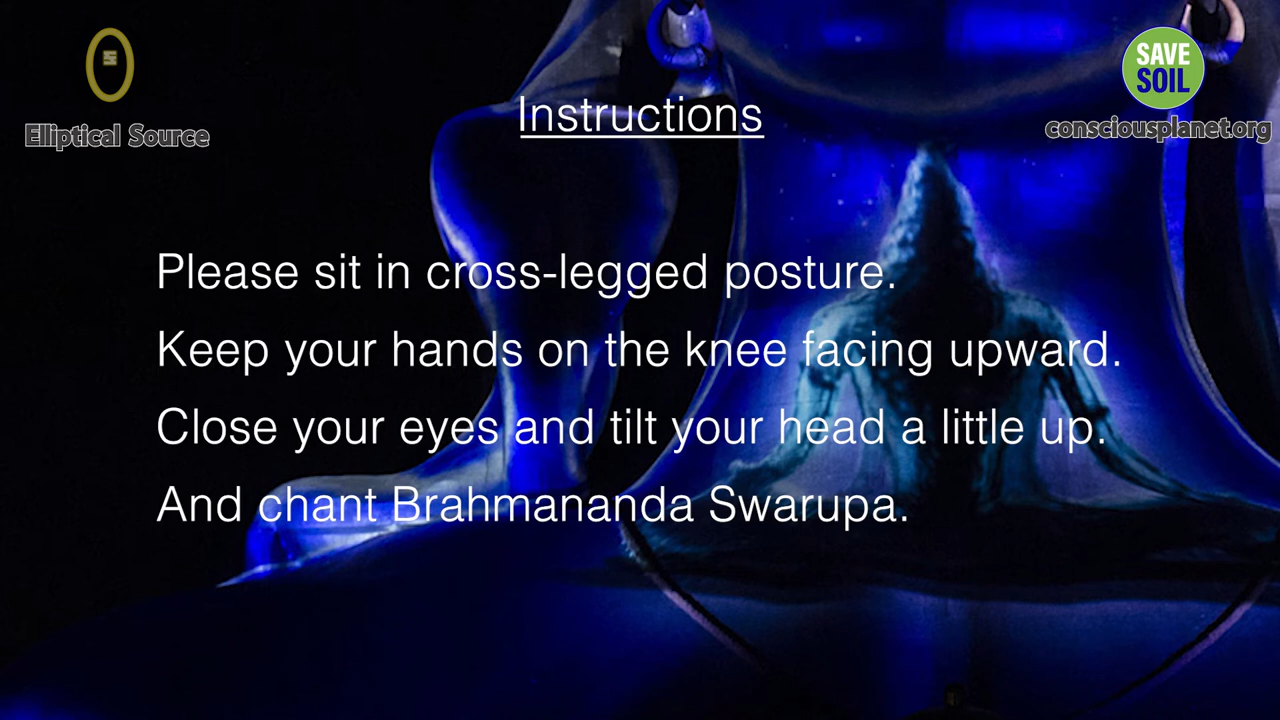 SAVE
SOIL
Elliptical Source
consciousplanet.org
Instructions
Please sit in cross-legged posture.
Keep your hands on the knee facing upward.
Close your eyes and tilt your head a little up.
And chant Brahmananda Swarupa.